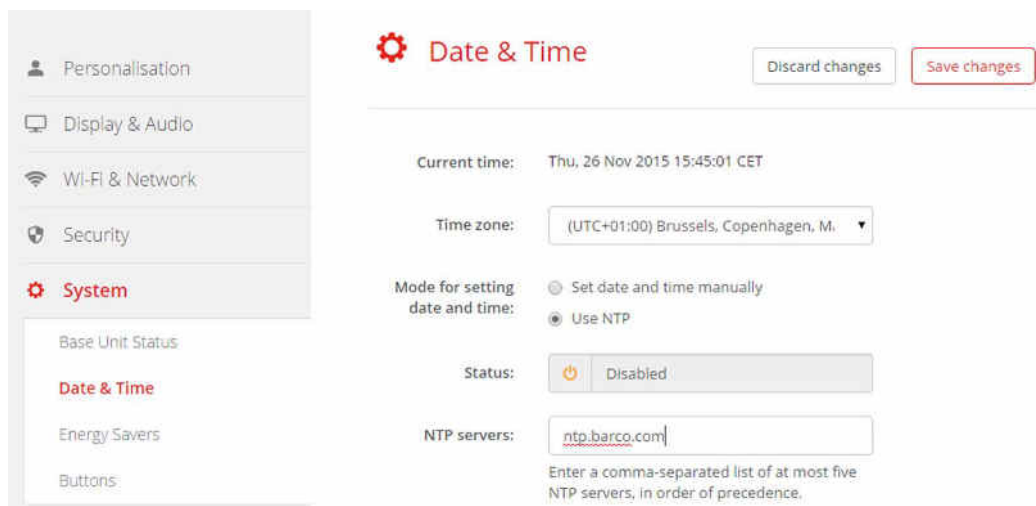 Personalisation
Display & Audio
Wi-Fi & Network
Security
System
Base Unit Status
Date & Time
Energy Savers
Buttons
Date & Time
Discard changes
Save changes
Current time: Thu, 26 Nov 2015 15:45:01 CET
Time zone: (UTC+01:00) Brussels, Copenhagen, M
Mode for setting
date and time:
Set date and time manually
Use NTP
Status: Disabled
NTP servers: ntp.barco.com
Enter a comma-separated list of at most five
NTP servers, in order of precedence.